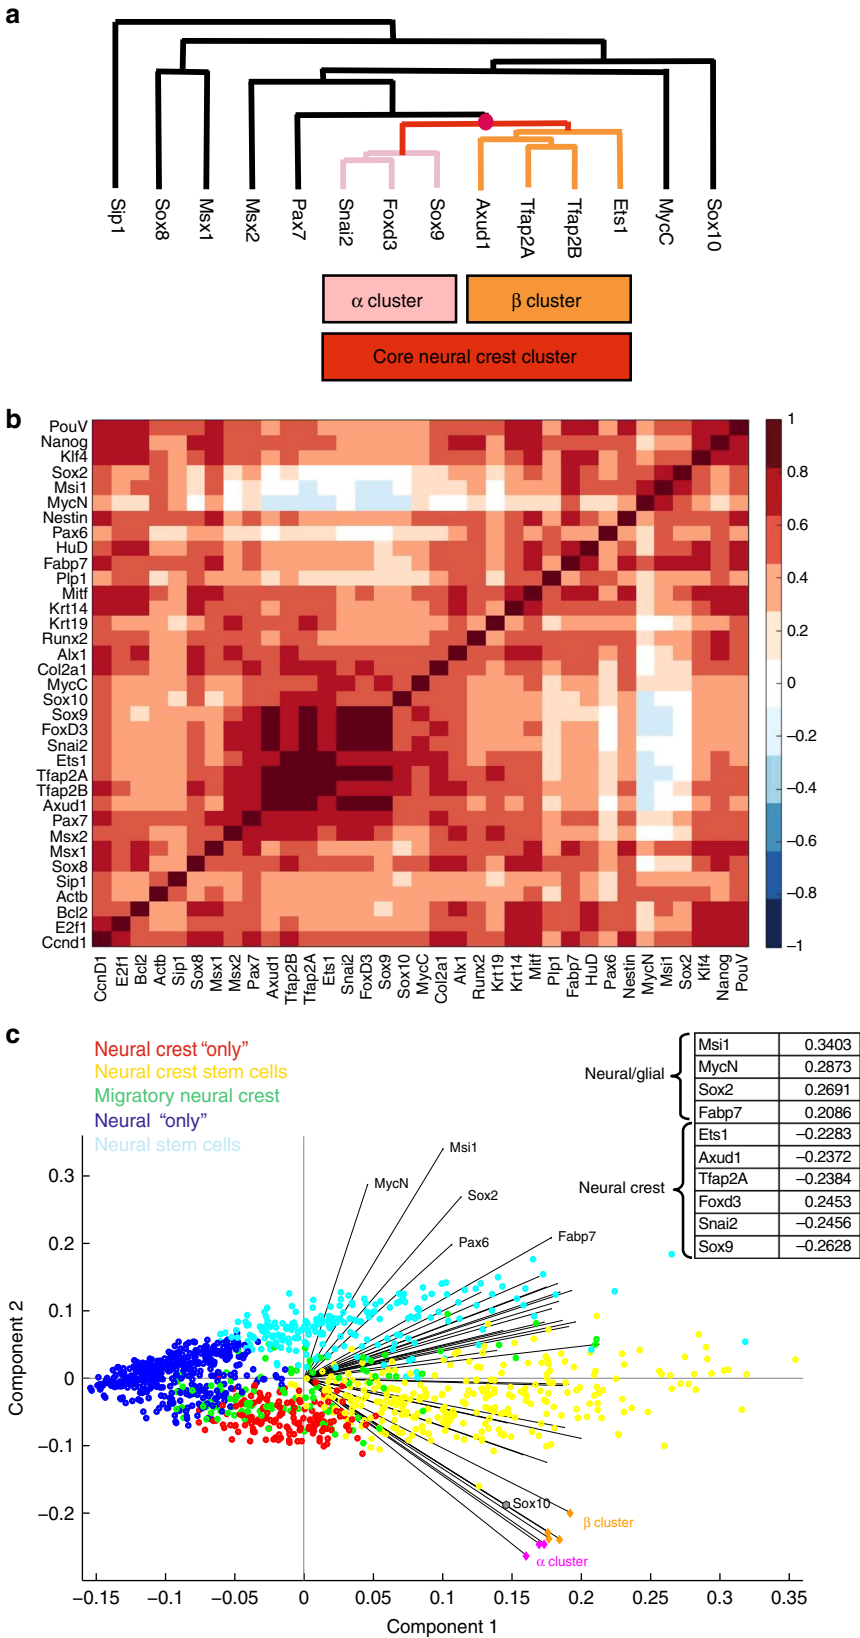 a
Sip1
Sox8
Msx1
Msx2
Pax7
Snai2
Foxd3
Sox9
Axud1
Tfap2A
Tfap2B
Ets1
MycC
Sox10
α cluster
β cluster
Core neural crest cluster
b
PouV
Nanog
Klf4
Sox2
Msi1
MycN
Nestin
Pax6
HuD
Fabp7
Plp1
Mitf
Krt14
Krt19
Runx2
Alx1
Col2a1
MycC
Sox10
Sox9
FoxD3
Snai2
Ets1
Tfap2A
Tfap2B
Axud1
Pax7
Msx2
Msx1
Sox8
Sip1
Actb
Bcl2
E2f1
Ccnd1
CcnD1
E2f1
Bcl2
Actb
Sip1
Sox8
Msx1
Msx2
Pax7
Axud1
Tfap2B
Tfap2A
Ets1
Snai2
FoxD3
Sox9
Sox10
MycC
Col2a1
Alx1
Runx2
Krt19
Krt14
Mitf
Plp1
Fabp7
HuD
Pax6
Nestin
MycN
Msi1
Sox2
Klf4
Nanog
PouV
1
0.8
0.6
0.4
0.2
0
−0.2
−0.4
−0.6
−0.8
−1
c
Neural crest “only”
Neural crest stem cells
Migratory neural crest
Neural “only”
Neural stem cells
Neural/glial
Neural crest
Msi1 0.3403
MycN 0.2873
Sox2 0.2691
Fabp7 0.2086
Ets1 −0.2283
Axud1 −0.2372
Tfap2A −0.2384
Foxd3 0.2453
Snai2 −0.2456
Sox9 −0.2628
Msi1
MycN
Sox2
Pax6
Fabp7
Sox10
β cluster
α cluster
Component 2
0.3
0.2
0.1
0
−0.1
−0.2
−0.15
−0.1
−0.05
0
0.05
0.1
0.15
0.2
0.25
0.3
0.35
Component 1